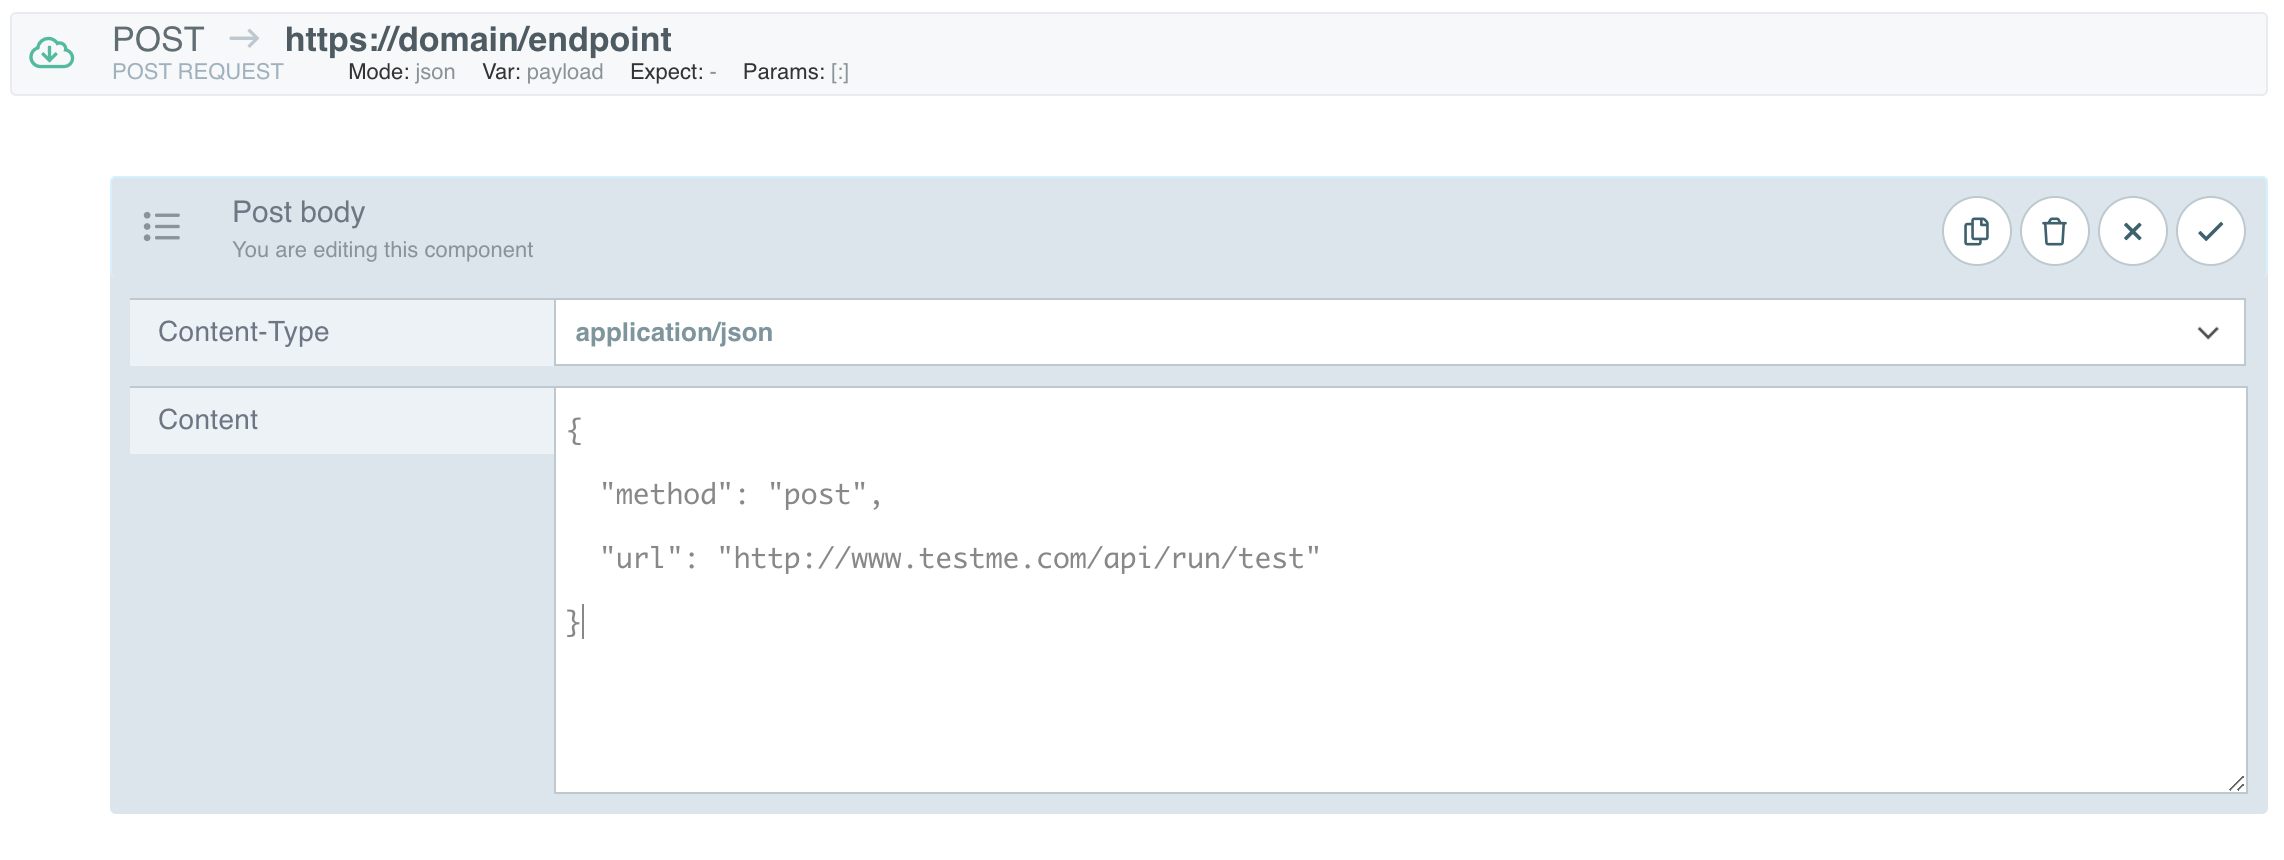 POST → https://domain/endpoint
POST REQUEST Mode: json Var: payload Expect: - Params: [:]
Post body
You are editing this component
Content-Type application/json
Content
{
"method": "post",
"url": "http://www.testme.com/api/run/test"
}